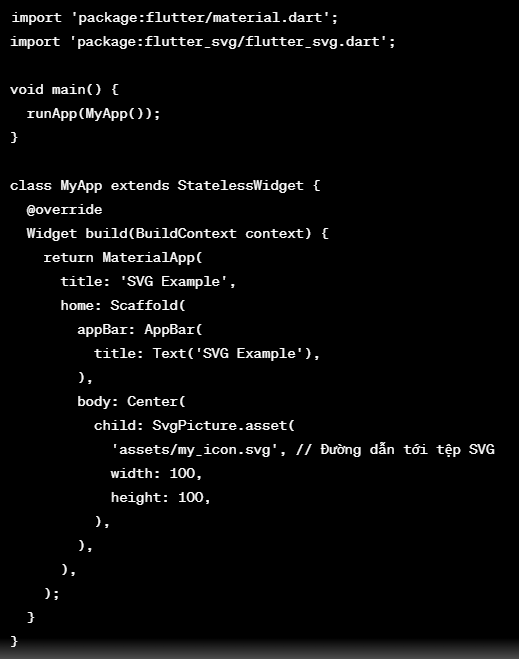 import 'package:flutter/material.dart';
import 'package:flutter_svg/flutter_svg.dart';

void main() {
  runApp(MyApp());
}

class MyApp extends StatelessWidget {
  @override
  Widget build(BuildContext context) {
    return MaterialApp(
      title: 'SVG Example',
      home: Scaffold(
        appBar: AppBar(
          title: Text('SVG Example'),
        ),
        body: Center(
          child: SvgPicture.asset(
            'assets/my_icon.svg', // Đường dẫn tới tệp SVG
            width: 100,
            height: 100,
          ),
        ),
      ),
    );
  }
}